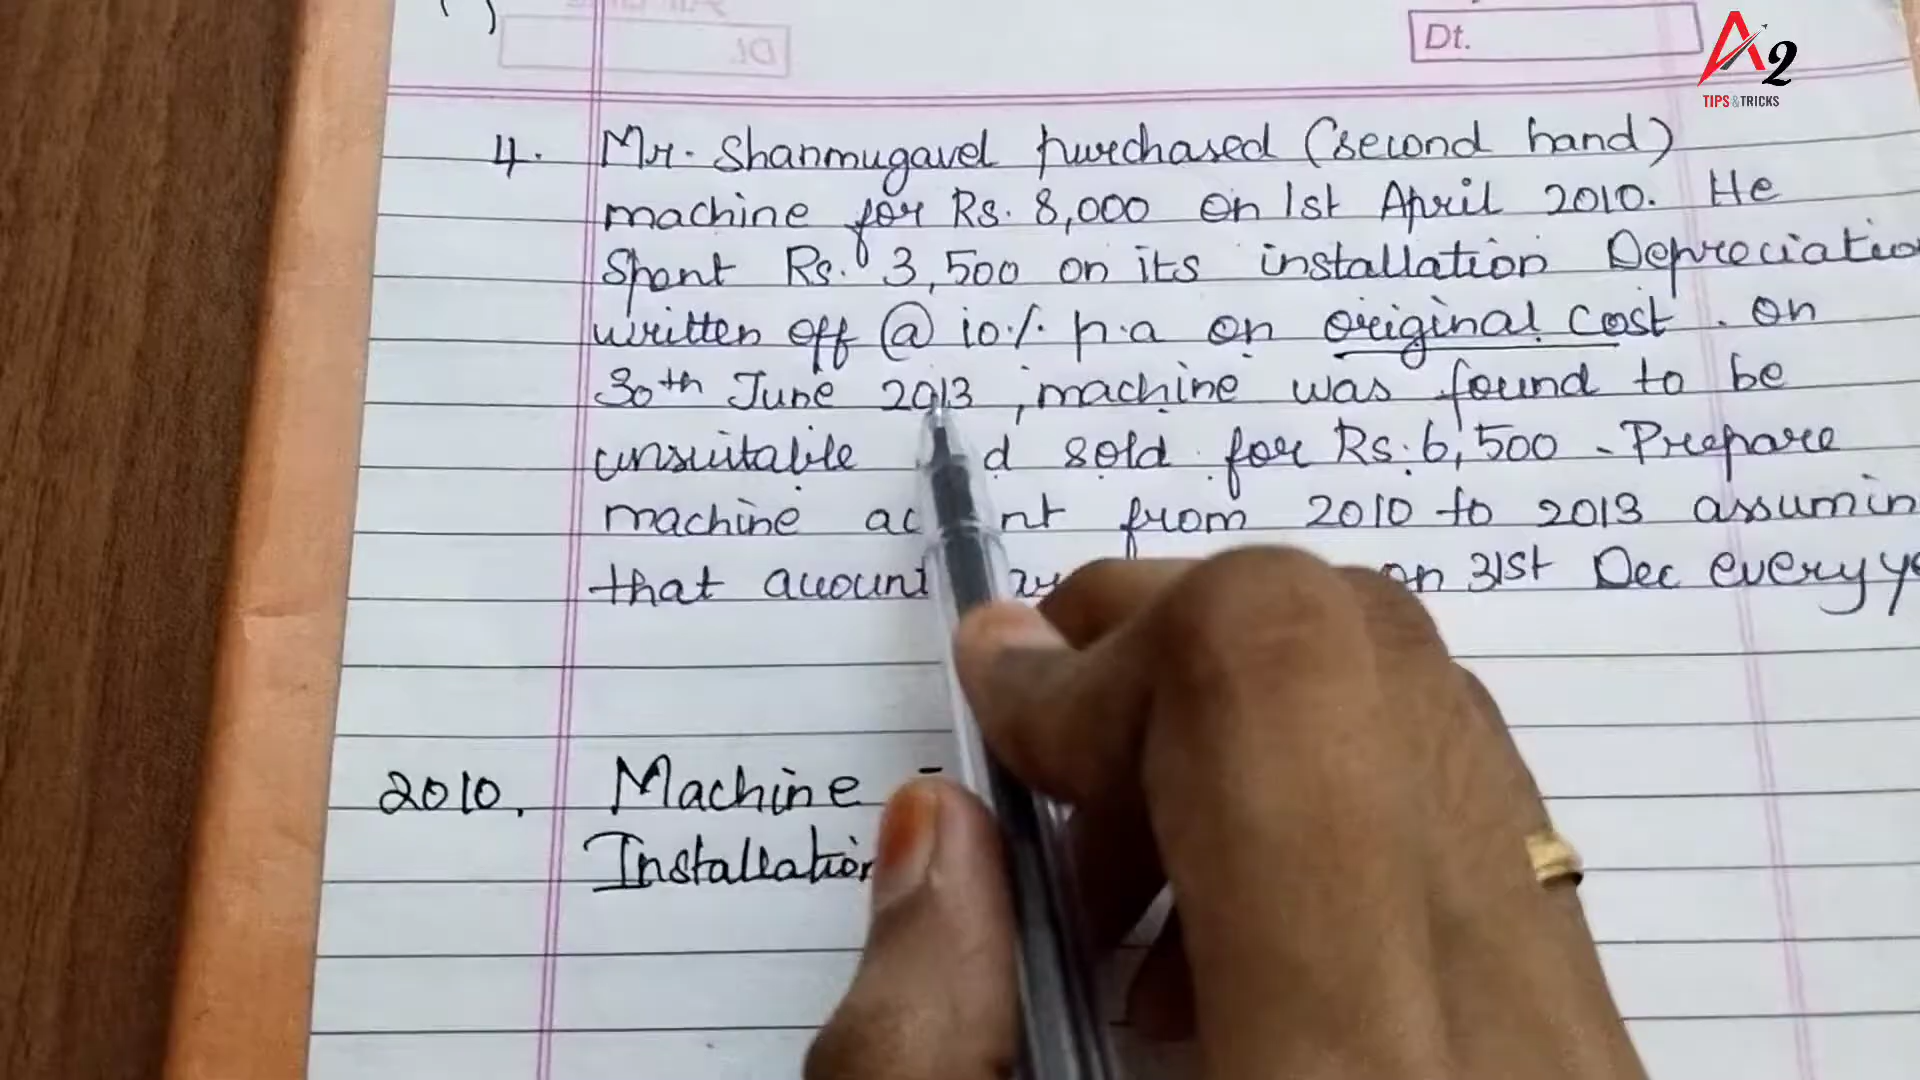 Dt.
A2
TIPS&TRICKS
4. Mr. Shanmugavel purchased (second hand)
machine for Rs. 8,000 on 1st April 2010. He
Spent Rs. 3,500 on its installation Depreciatio
written off @ 10% p.a on original cost. on
30th June 2013, machine was found to be
unsuitable d sold for Rs. 6,500 - Prepare
machine ac nt from 2010 to 2013 assumin
that account on 31st Dec every ye
2010. Machine -
Installation